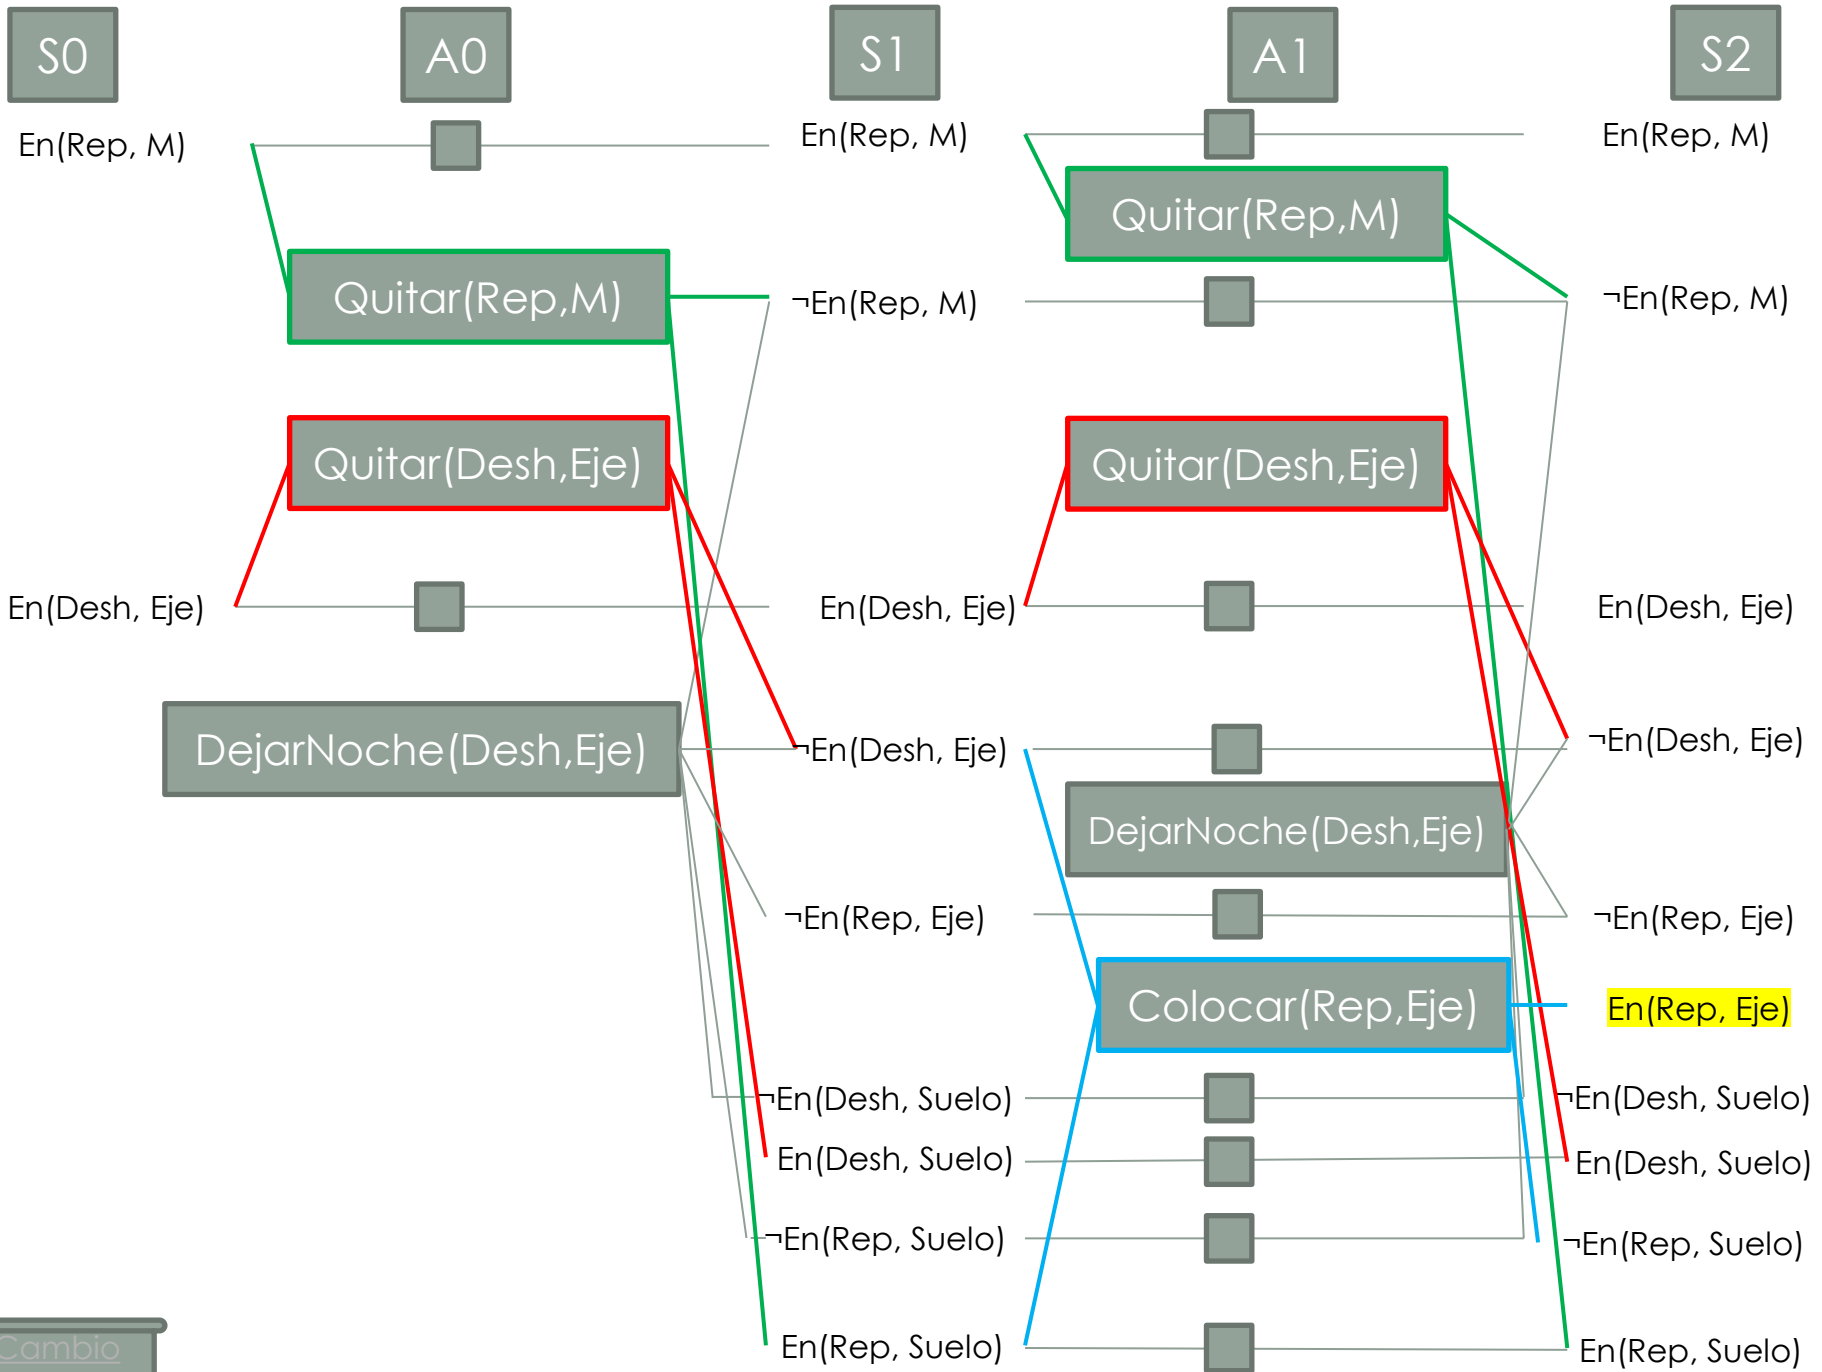 S0
A0
S1
A1
S2
En(Rep, M)
En(Rep, M)
En(Rep, M)
Quitar(Rep,M)
Quitar(Rep,M)
¬En(Rep, M)
¬En(Rep, M)
Quitar(Desh,Eje)
Quitar(Desh,Eje)
En(Desh, Eje)
En(Desh, Eje)
En(Desh, Eje)
DejarNoche(Desh,Eje)
¬En(Desh, Eje)
¬En(Desh, Eje)
DejarNoche(Desh,Eje)
¬En(Rep, Eje)
¬En(Rep, Eje)
Colocar(Rep,Eje)
En(Rep, Eje)
¬En(Desh, Suelo)
¬En(Desh, Suelo)
En(Desh, Suelo)
En(Desh, Suelo)
¬En(Rep, Suelo)
¬En(Rep, Suelo)
En(Rep, Suelo)
En(Rep, Suelo)
Cambio